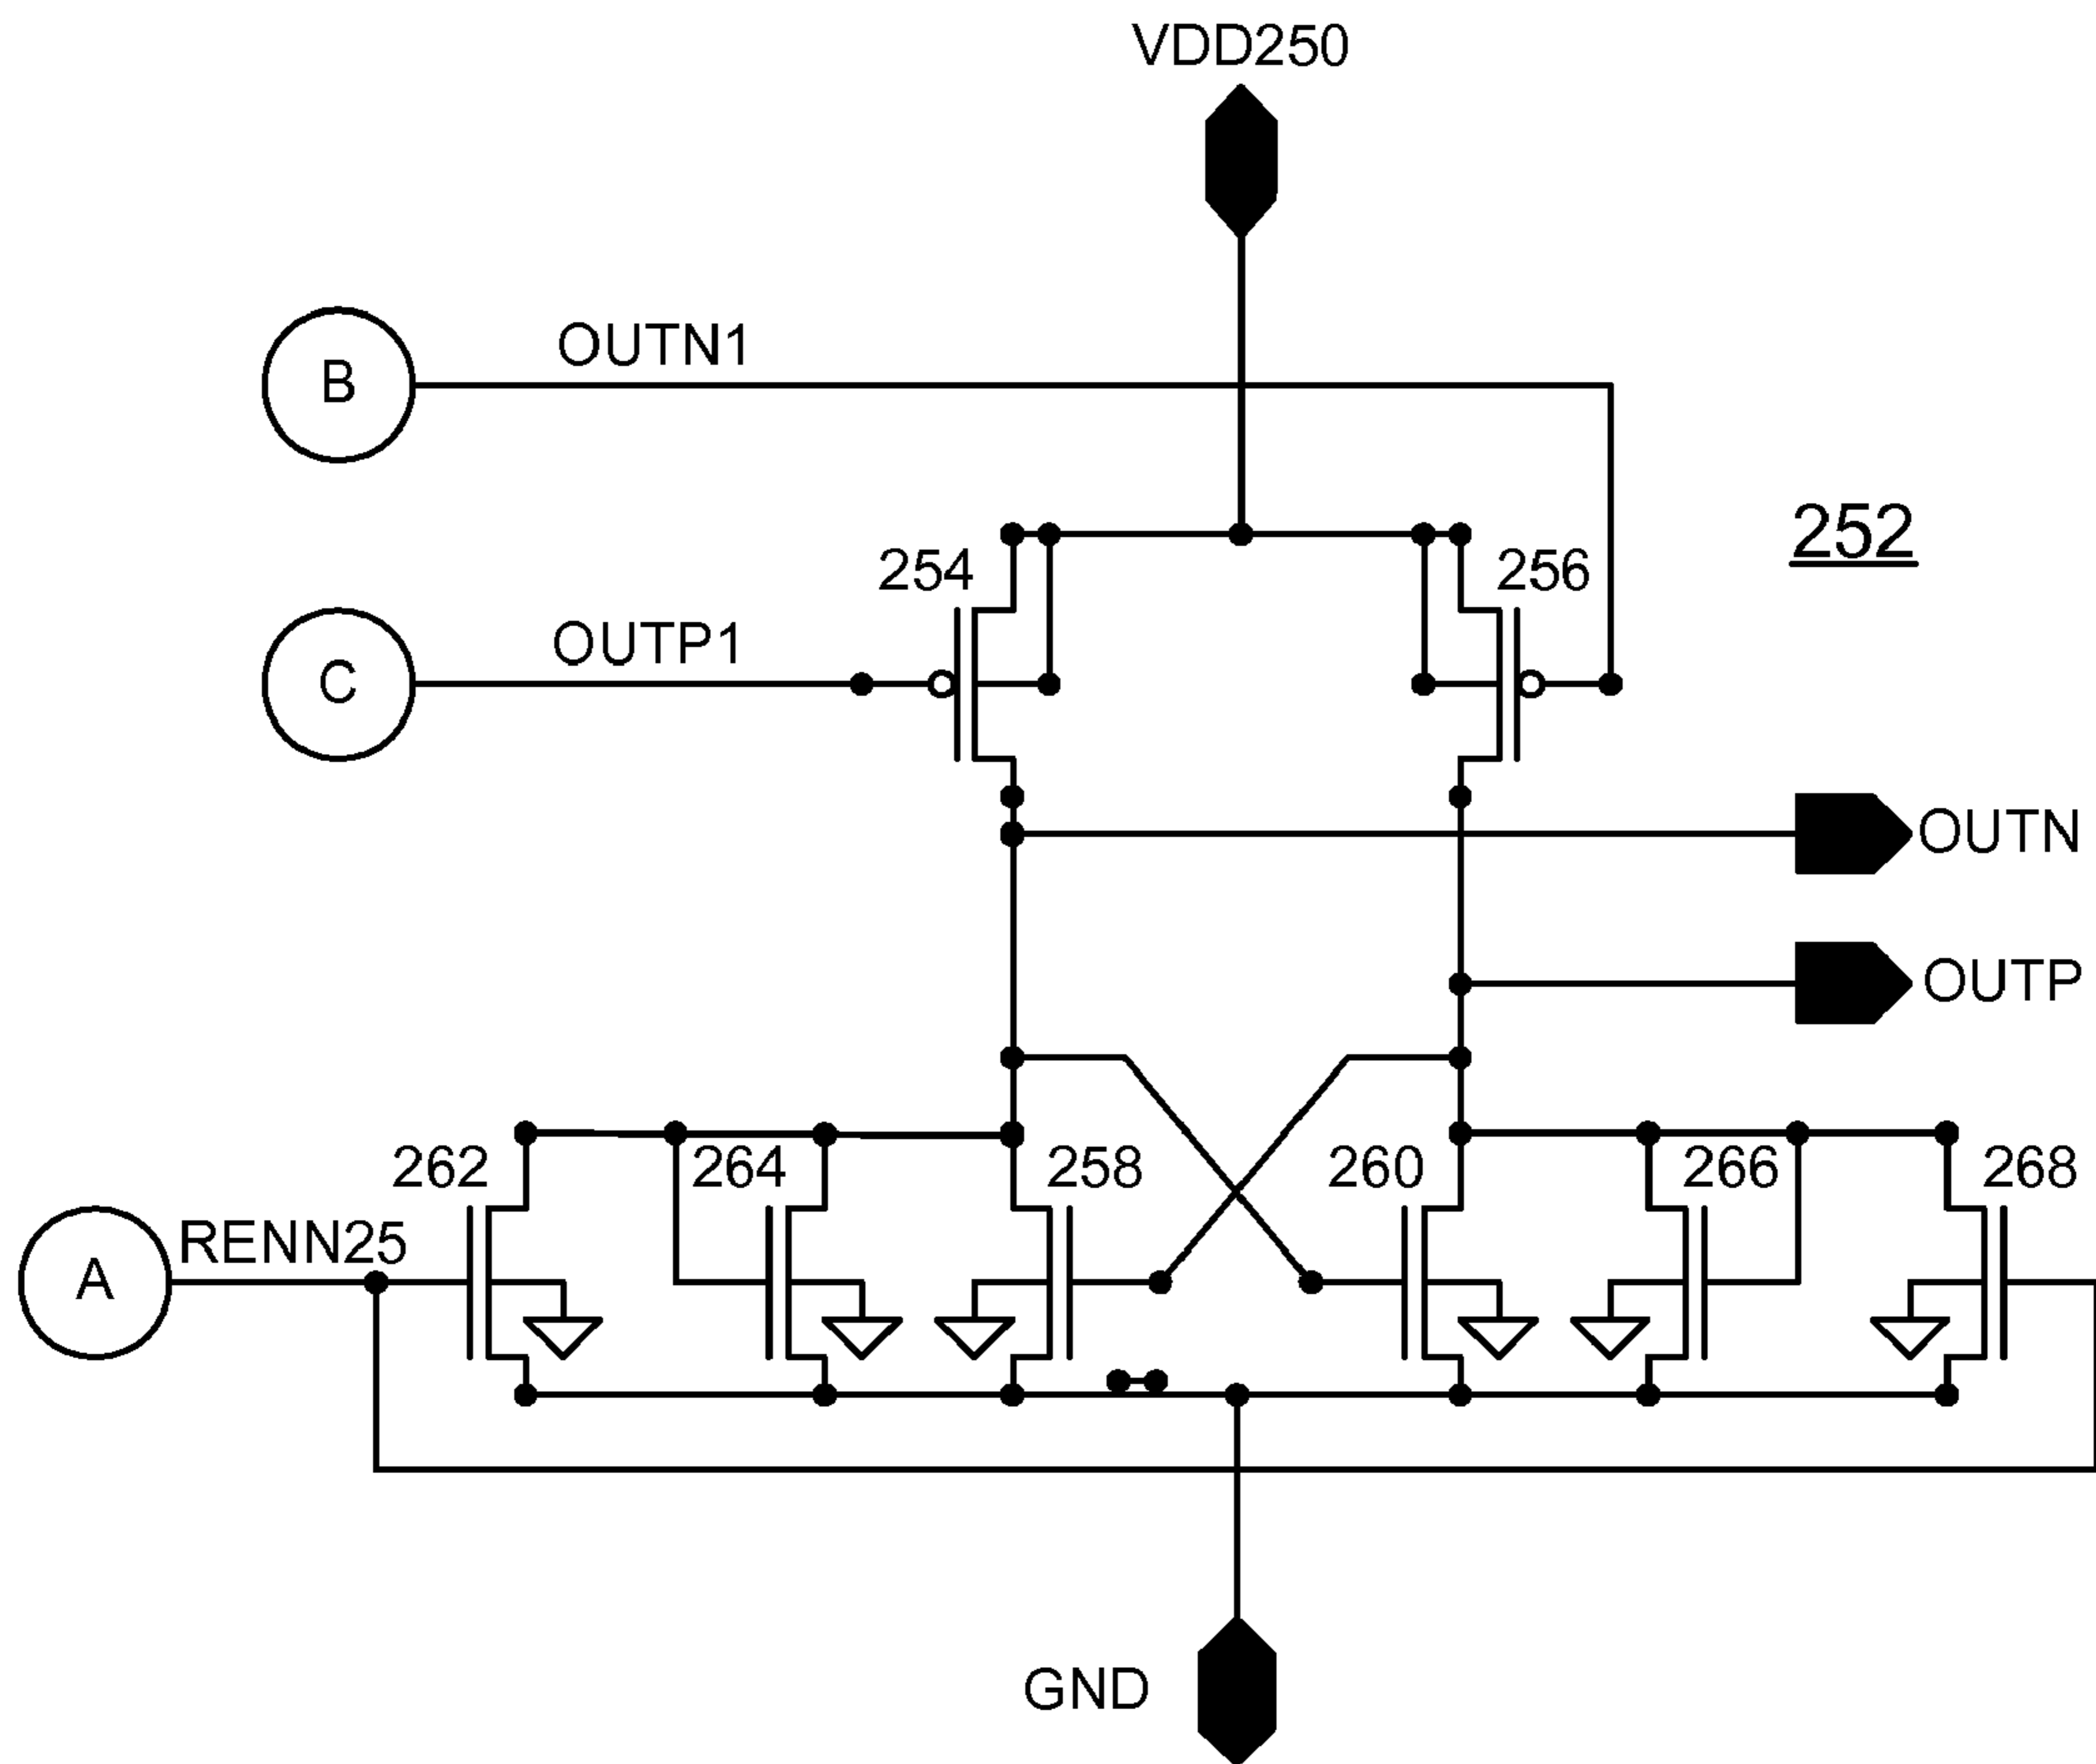 VDD250
B
OUTN1
252
254
256
C
OUTP1
OUTN
OUTP
262
264
258
260
266
268
A
RENN25
GND